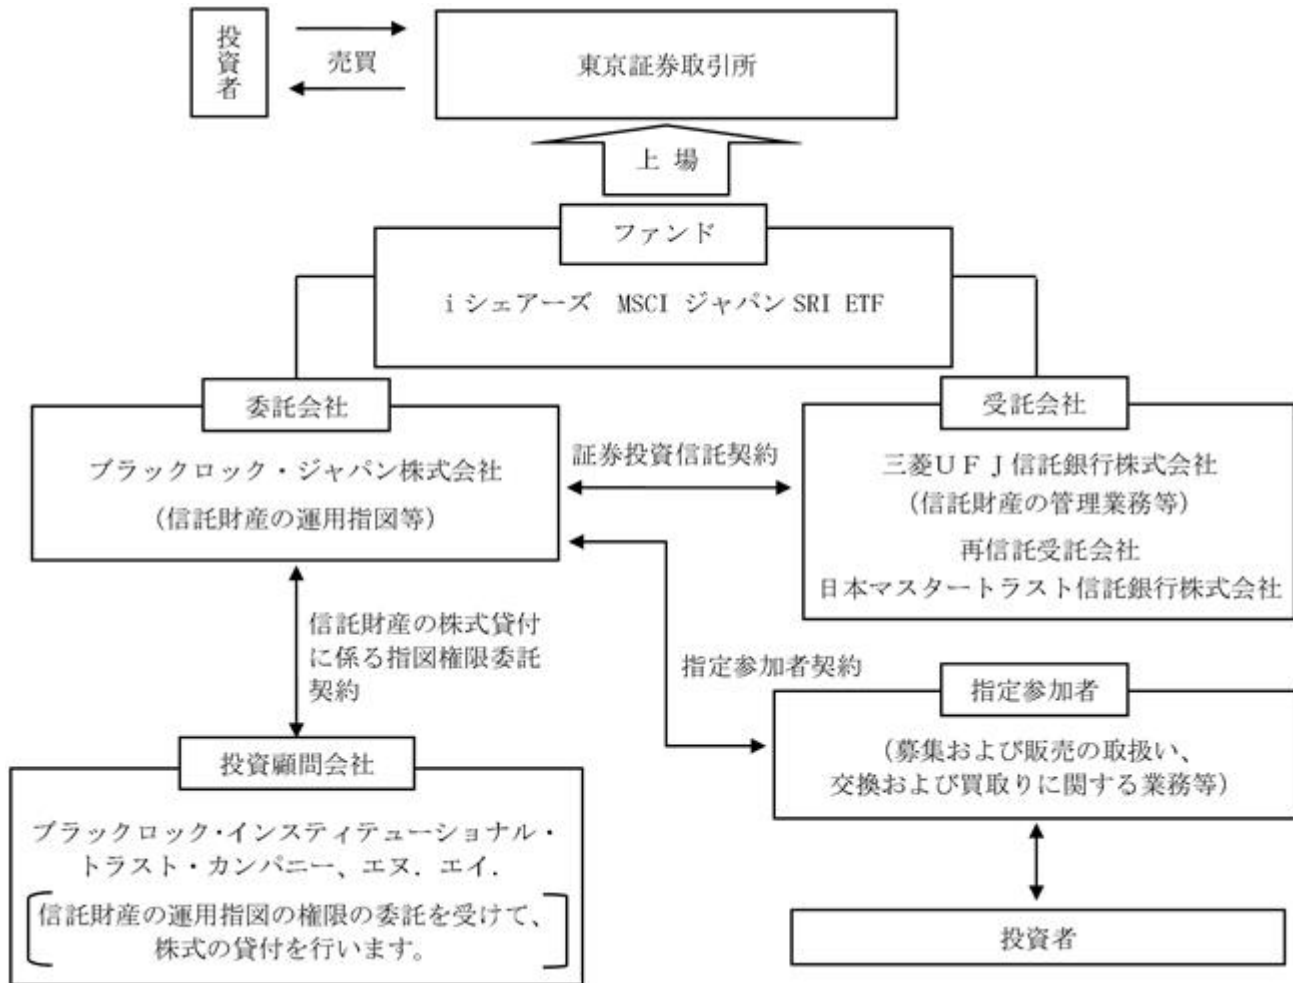 投資者
売買
東京証券取引所
上 場
ファンド
iシェアーズ MSCI ジャパン SRI ETF
委託会社
ブラックロック・ジャパン株式会社
(信託財産の運用指図等)
証券投資信託契約
受託会社
三菱UFJ信託銀行株式会社
(信託財産の管理業務等)
再信託受託会社
日本マスタートラスト信託銀行株式会社
信託財産の株式貸付
に係る指図権限委託
契約
指定参加者契約
指定参加者
(募集および販売の取扱い、
交換および買取りに関する業務等)
投資顧問会社
ブラックロック・インスティテューショナル・
トラスト・カンパニー、エヌ．エイ．
信託財産の運用指図の権限の委託を受けて、
株式の貸付を行います。
投資者